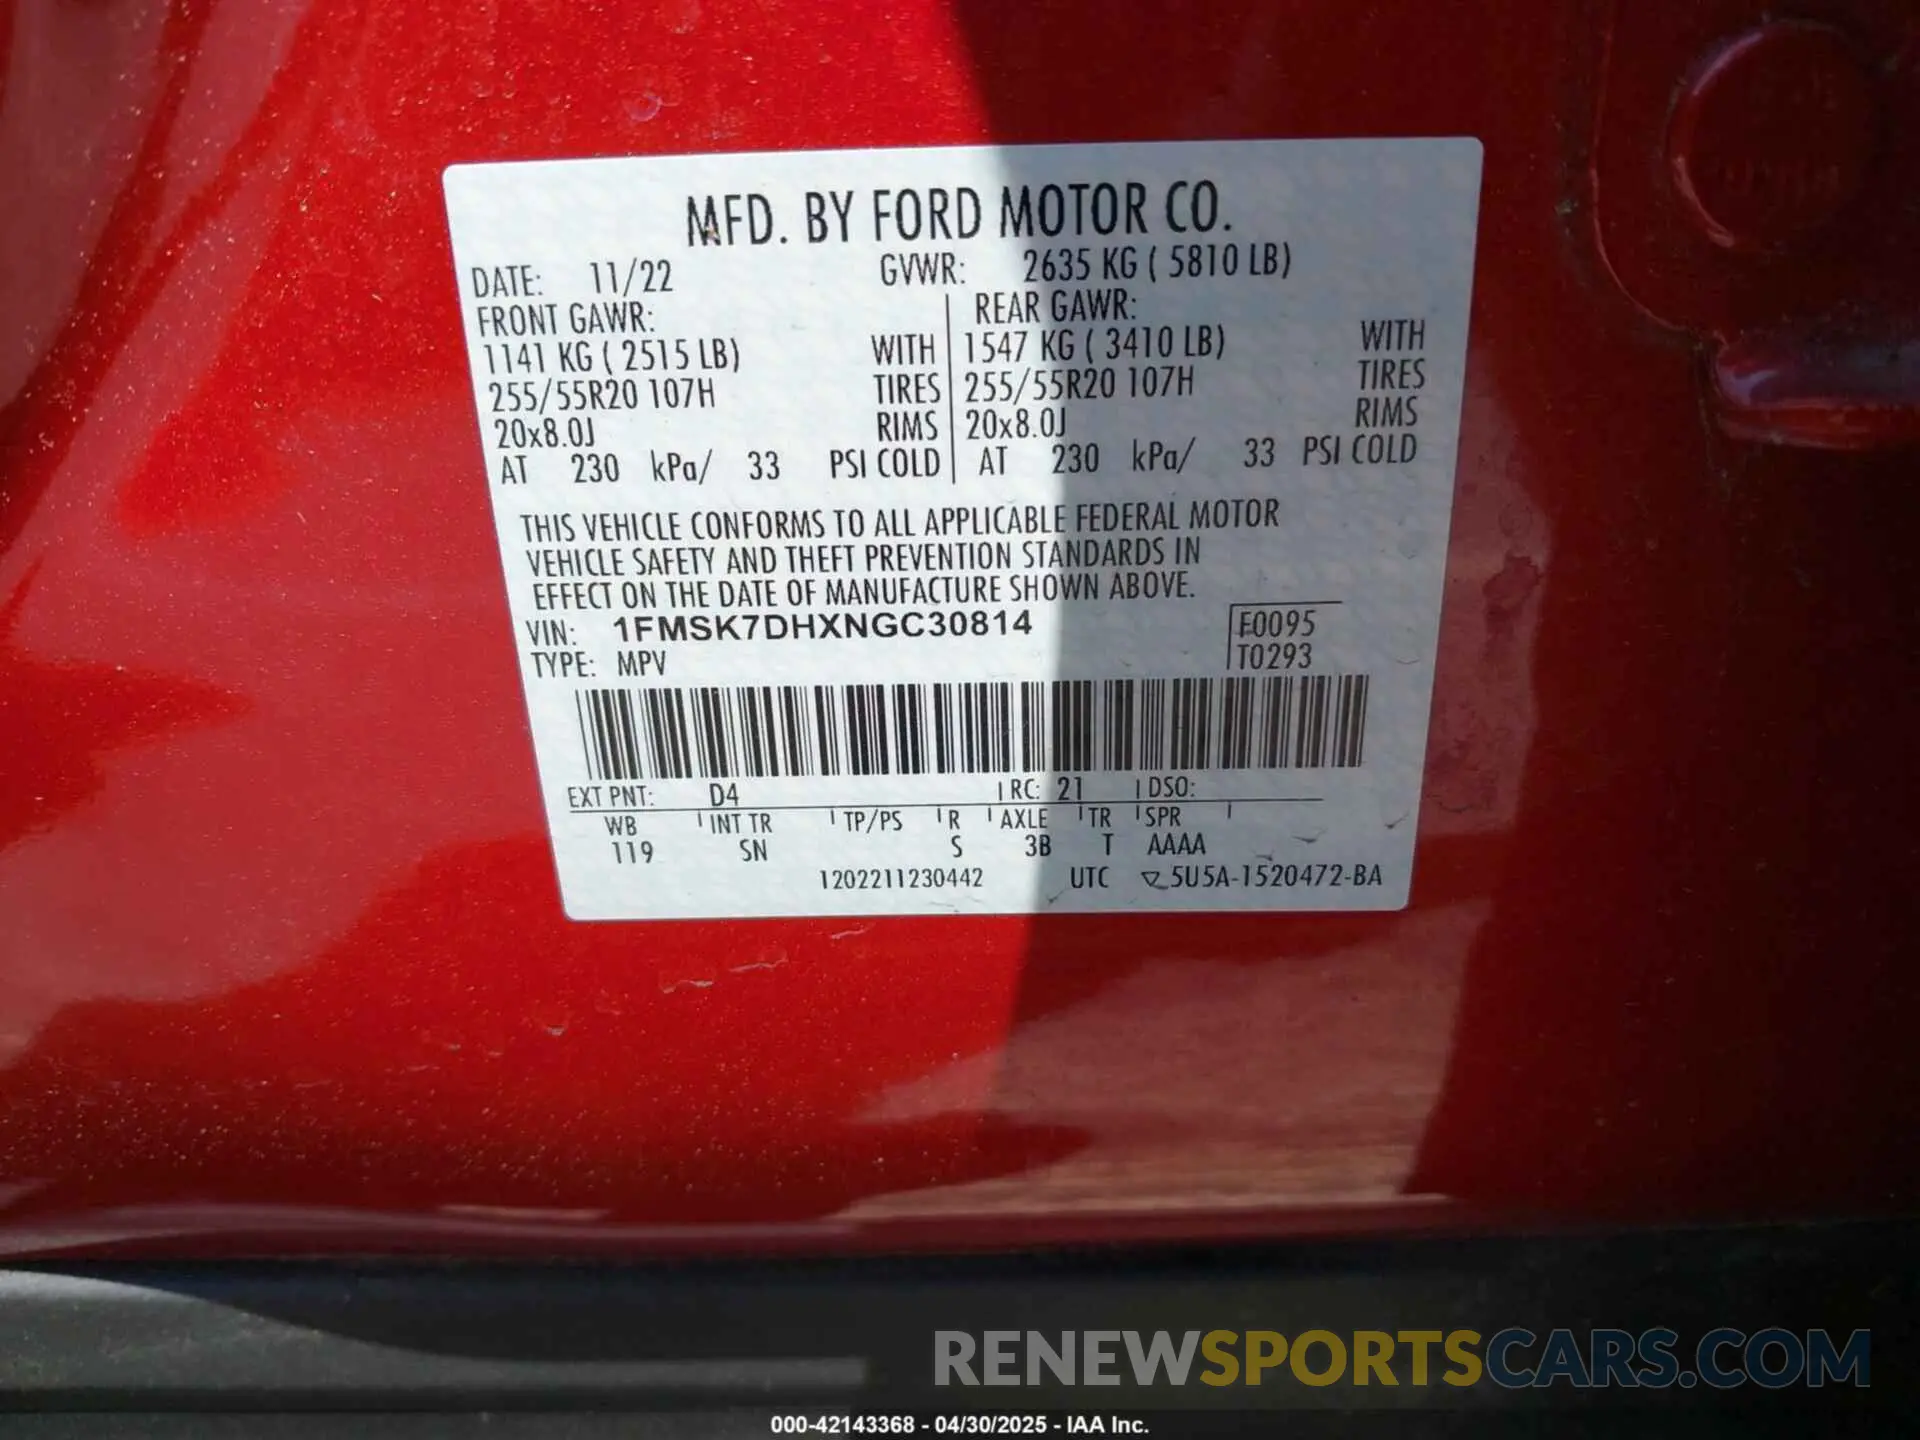 MFD. BY FORD MOTOR CO.
DATE: 11/22 GVWR: 2635 KG ( 5810 LB)
FRONT GAWR: REAR GAWR:
1141 KG ( 2515 LB) WITH 1547 KG ( 3410 LB) WITH
255/55R20 107H TIRES 255/55R20 107H TIRES
20x8.0J RIMS 20x8.0J RIMS
AT 230 kPa/ 33 PSI COLD AT 230 kPa/ 33 PSI COLD
THIS VEHICLE CONFORMS TO ALL APPLICABLE FEDERAL MOTOR
VEHICLE SAFETY AND THEFT PREVENTION STANDARDS IN
EFFECT ON THE DATE OF MANUFACTURE SHOWN ABOVE.
VIN: 1FMSK7DHXNGC30814 F0095
TYPE: MPV T0293
EXT PNT: D4 RC: 21 DSO:
WB INT TR TP/PS R AXLE TR SPR
119 SN S 3B T AAAA
1202211230442 UTC 5U5A-1520472-BA
RENEWSPORTSCARS.COM
000-42143368 - 04/30/2025 - IAA Inc.